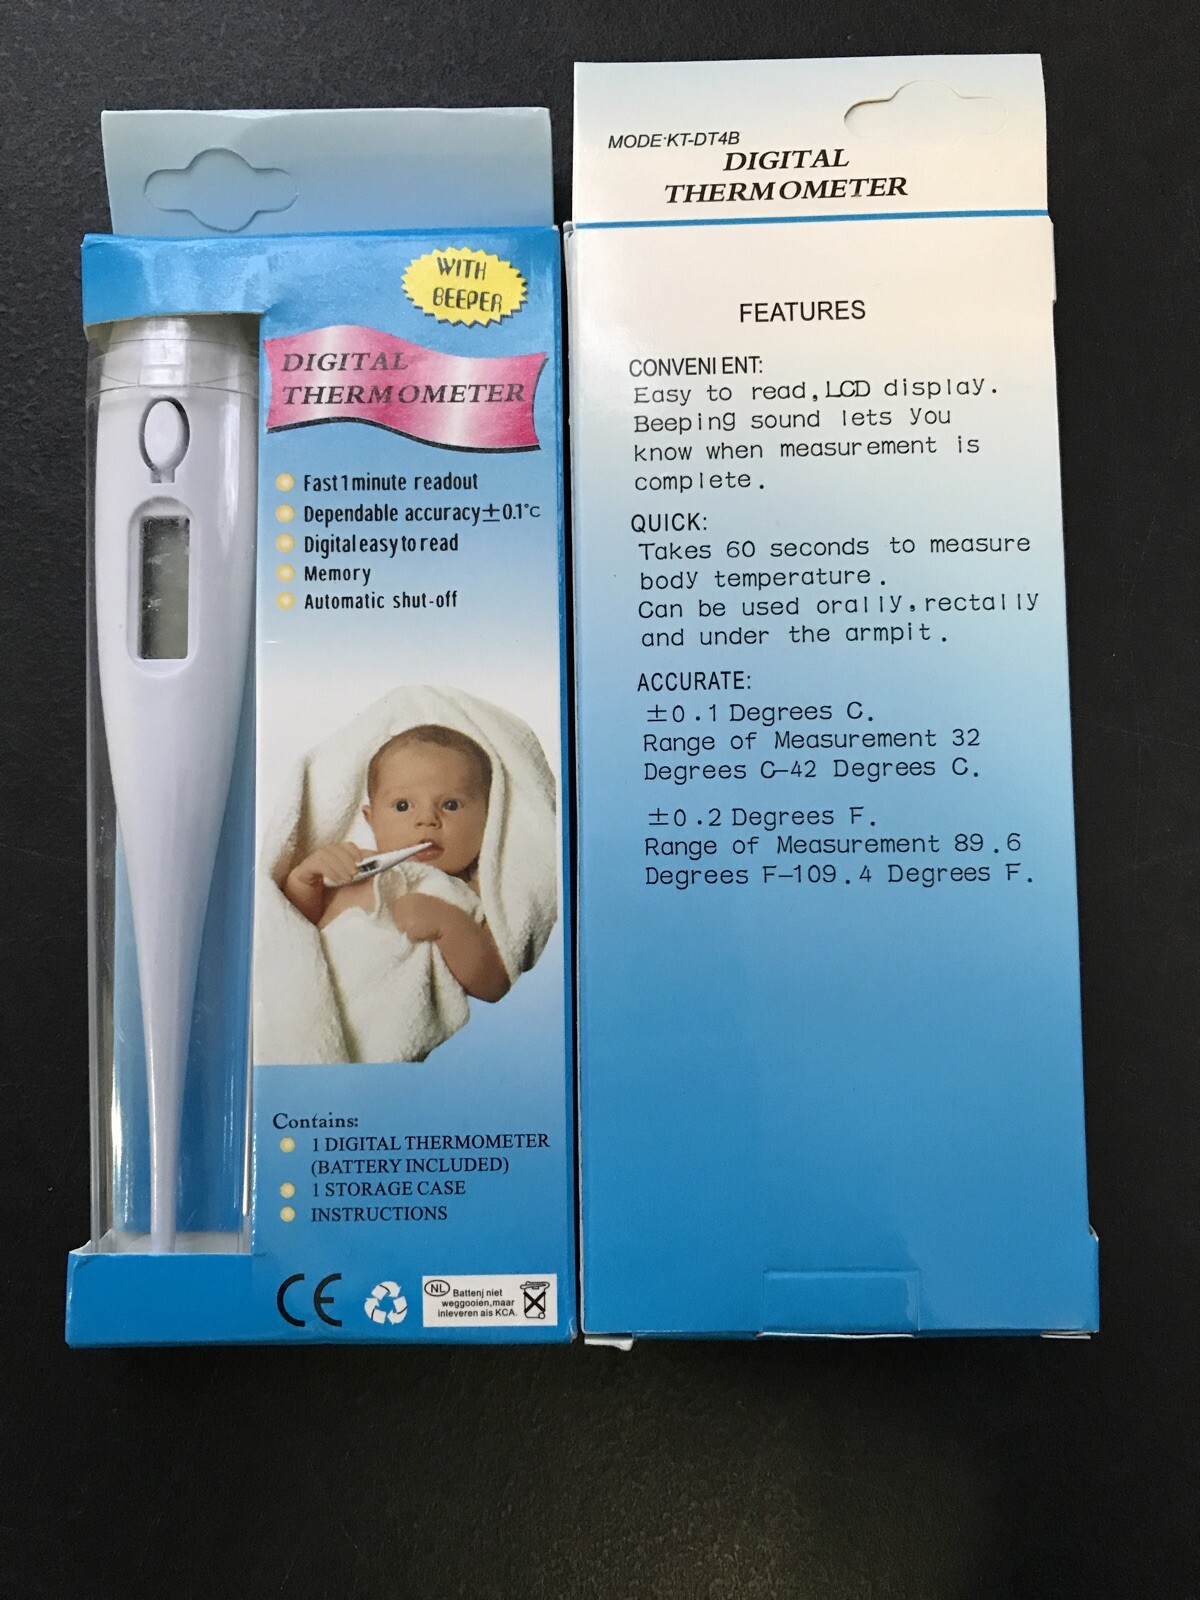 WITH
BEEPER
DIGITAL
THERMOMETER
Fast 1 minute readout
Dependable accuracy±0.1°C
Digital easy to read
Memory
Automatic shut-off
Contains:
1 DIGITAL THERMOMETER
(BATTERY INCLUDED)
1 STORAGE CASE
INSTRUCTIONS
CE
NL
Battenj niet
weggooien,maar
inleveren ais KCA.
MODE·KT-DT4B
DIGITAL
THERMOMETER
FEATURES
CONVENIENT:
Easy to read,LCD display.
Beeping sound lets you
know when measurement is
complete.
QUICK:
Takes 60 seconds to measure
body temperature.
Can be used orally,rectally
and under the armpit.
ACCURATE:
±0.1 Degrees C.
Range of Measurement 32
Degrees C-42 Degrees C.
±0.2 Degrees F.
Range of Measurement 89.6
Degrees F-109.4 Degrees F.